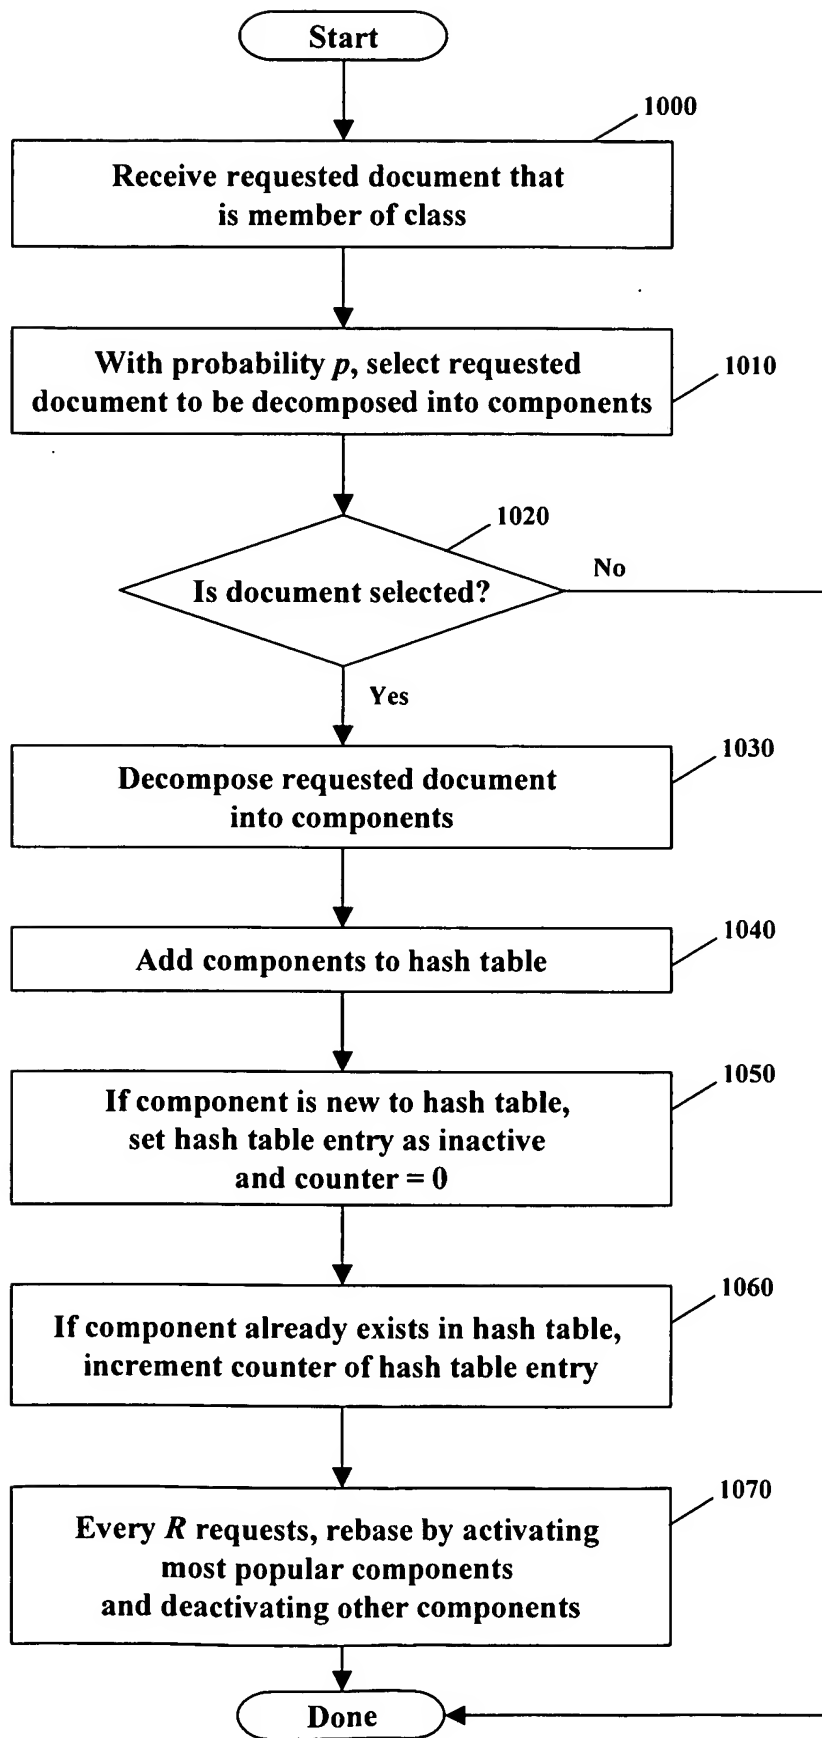 Start
1000
Receive requested document that
is member of class
With probability p, select requested
document to be decomposed into components
1010
1020
Is document selected?
No
Yes
Decompose requested document
into components
1030
Add components to hash table
1040
If component is new to hash table,
set hash table entry as inactive
and counter = 0
1050
If component already exists in hash table,
increment counter of hash table entry
1060
Every R requests, rebase by activating
most popular components
and deactivating other components
1070
Done